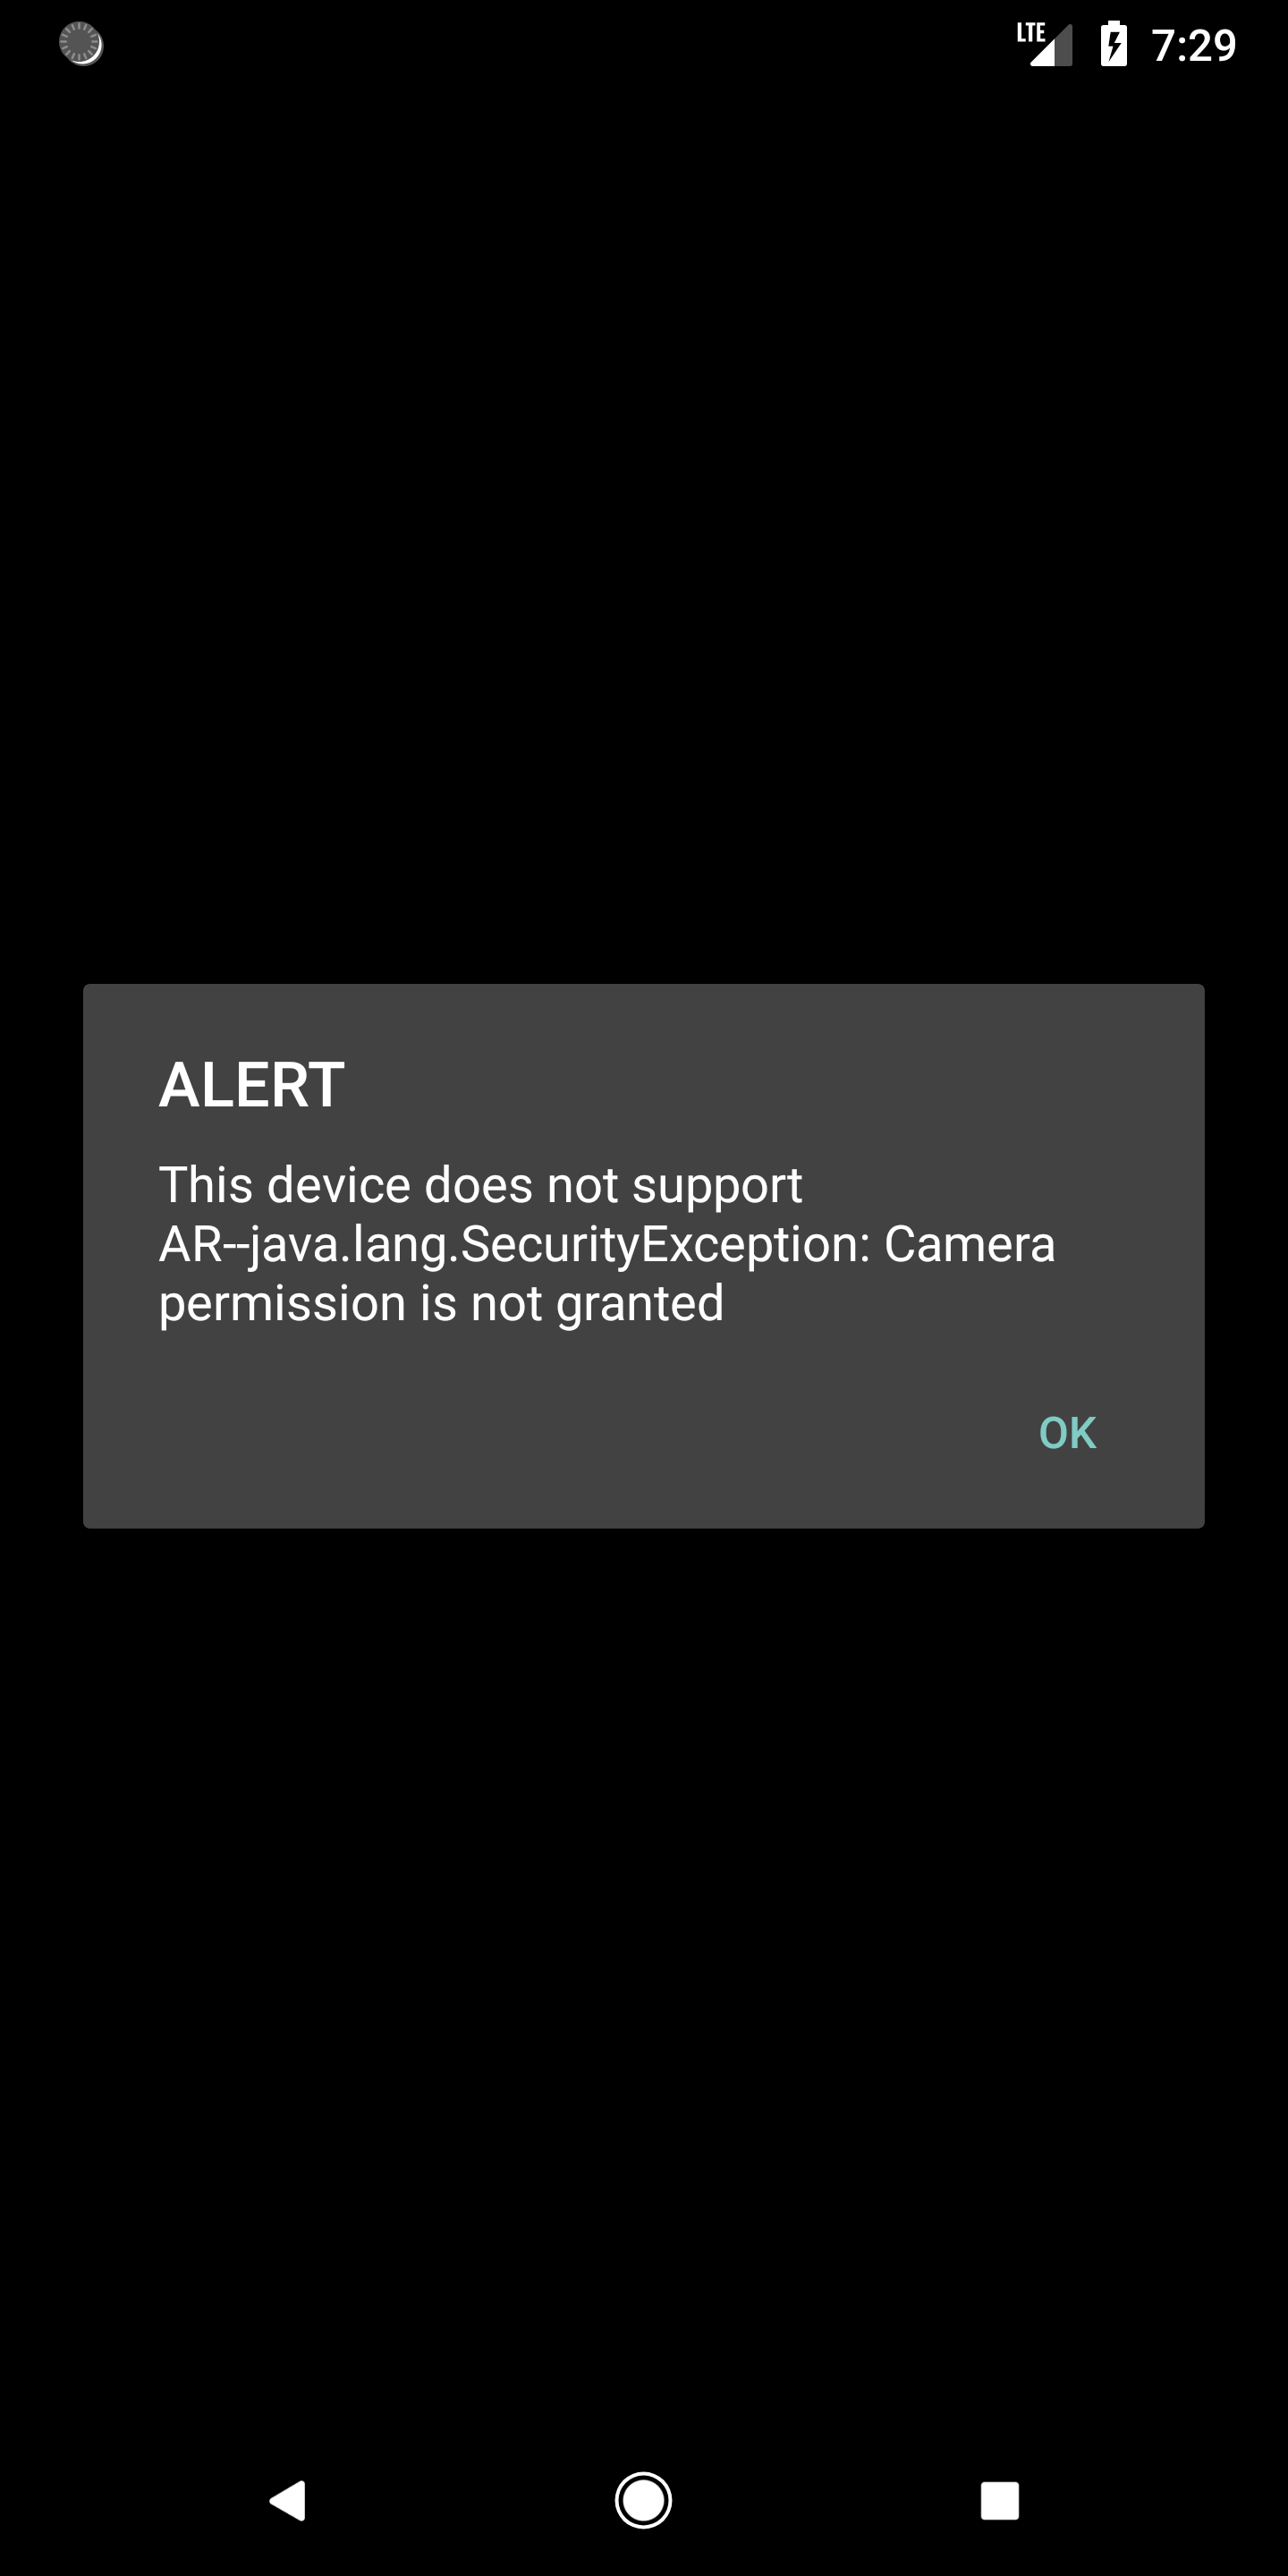 LTE 7:29
ALERT
This device does not support
AR--java.lang.SecurityException: Camera
permission is not granted
OK